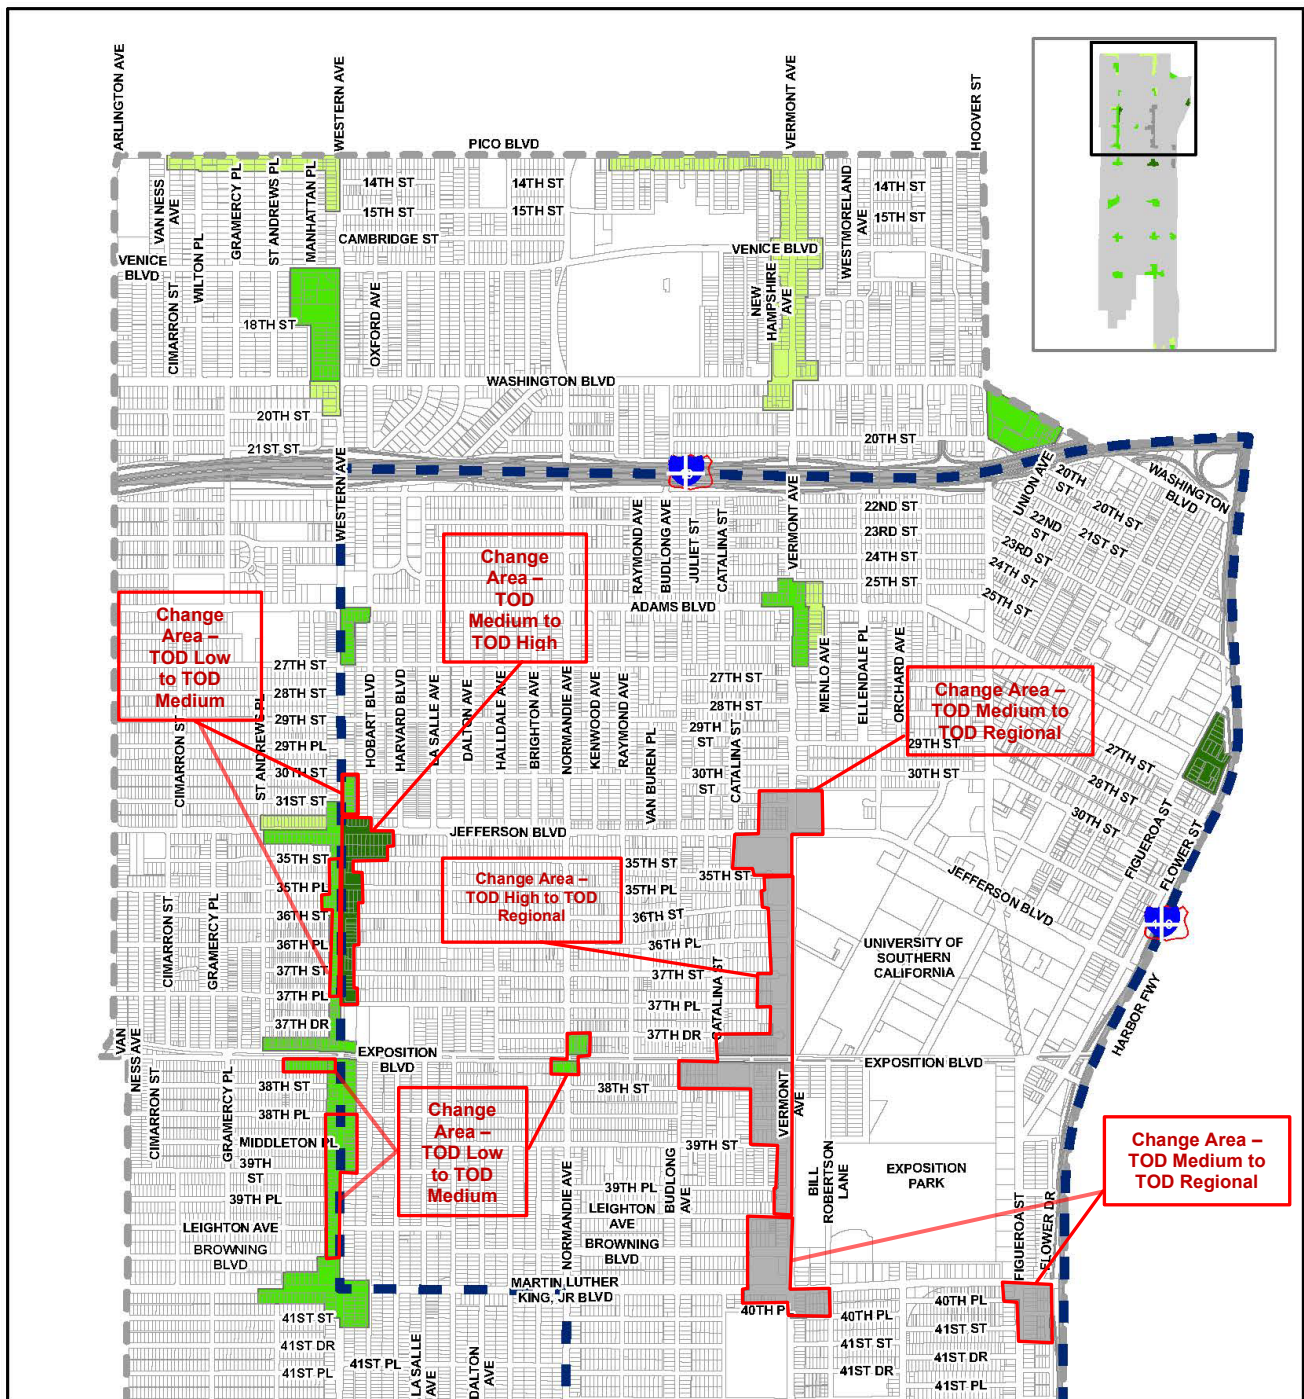 ARLINGTON AVE
WESTERN AVE
VERMONT AVE
HOOVER ST
PICO BLVD
VAN NESS
AVE
GRAMERCY PL
ST ANDREWS PL
MANHATTAN PL
14TH ST
14TH ST
14TH ST
15TH ST
15TH ST
15TH ST
WESTMORELAND
AVE
CAMBRIDGE ST
VENICE
BLVD
WILTON PL
VENICE BLVD
CIMARRON ST
18TH ST
OXFORD AVE
NEW
HAMPSHIRE
AVE
WASHINGTON BLVD
20TH ST
21ST ST
20TH ST
WESTERN AVE
VERMONT AVE
UNION AVE
20TH
ST
WASHINGTON
BLVD
20TH ST
21ST ST
22ND
ST
23RD ST
24TH ST
25TH ST
22ND ST
23RD ST
24TH ST
25TH ST
RAYMOND AVE
BUDLONG AVE
JULIET ST
CATALINA ST
ADAMS BLVD
Change
Area –
TOD
Medium to
TOD High
Change
Area –
TOD Low
to TOD
Medium
27TH ST
28TH ST
29TH ST
29TH PL
30TH ST
31ST ST
CIMARRON ST
ST ANDREWS PL
HOBART BLVD
HARVARD BLVD
LA SALLE AVE
DALTON AVE
HALLDALE AVE
BRIGHTON AVE
NORMANDIE AVE
KENWOOD AVE
RAYMOND AVE
VAN BUREN PL
27TH ST
28TH ST
29TH
ST
30TH
ST
CATALINA ST
MENLO AVE
ELLENDALE PL
ORCHARD AVE
Change Area –
TOD Medium to
TOD Regional
29TH ST
30TH ST
27TH ST
28TH ST
30TH ST
FIGUEROA ST
FLOWER ST
JEFFERSON BLVD
JEFFERSON BLVD
35TH ST
35TH PL
36TH ST
36TH PL
37TH ST
37TH PL
37TH DR
CIMARRON ST
GRAMERCY PL
Change Area –
TOD High to TOD
Regional
35TH ST
35TH ST
35TH PL
36TH ST
36TH PL
37TH ST
37TH PL
37TH DR
CATALINA ST
UNIVERSITY OF
SOUTHERN
CALIFORNIA
HARBOR FWY
VAN
NESS AVE
EXPOSITION
BLVD
EXPOSITION BLVD
CIMARRON ST
GRAMERCY PL
38TH ST
38TH PL
MIDDLETON PL
39TH
ST
39TH PL
LEIGHTON AVE
BROWNING
BLVD
Change
Area –
TOD Low
to TOD
Medium
38TH ST
39TH ST
39TH PL
LEIGHTON
AVE
BROWNING
BLVD
NORMANDIE AVE
BUDLONG
AVE
VERMONT
AVE
BILL
ROBERTSON
LANE
EXPOSITION
PARK
Change Area –
TOD Medium to
TOD Regional
FIGUEROA ST
FLOWER DR
MARTIN LUTHER
KING, JR BLVD
41ST ST
41ST DR
41ST PL
41ST PL
LA SALLE
AVE
DALTON
AVE
40TH PL
40TH PL
41ST ST
41ST DR
40TH PL
41ST ST
41ST DR
41ST PL